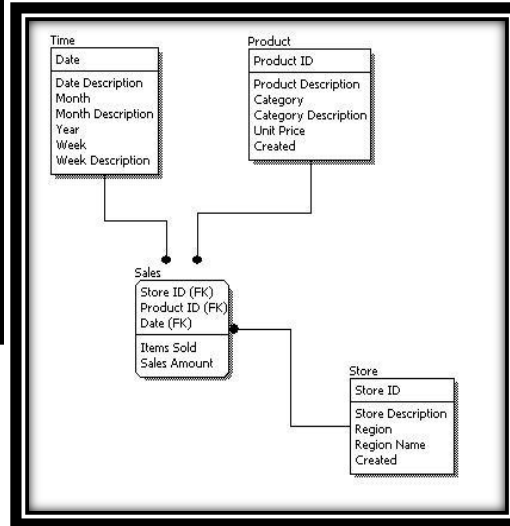 Time
Date
Date Description
Month
Month Description
Year
Week
Week Description
Product
Product ID
Product Description
Category
Category Description
Unit Price
Created
Sales
Store ID (FK)
Product ID (FK)
Date (FK)
Items Sold
Sales Amount
Store
Store ID
Store Description
Region
Region Name
Created